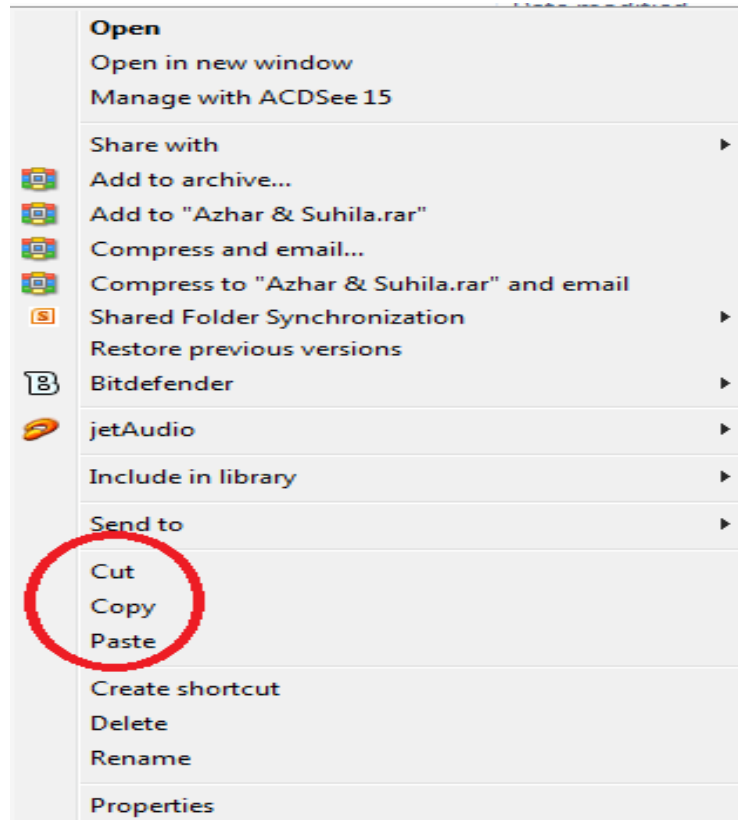 Open
Open in new window
Manage with ACDSee 15
Share with
Add to archive...
Add to "Azhar & Suhila.rar"
Compress and email...
Compress to "Azhar & Suhila.rar" and email
S Shared Folder Synchronization
Restore previous versions
B Bitdefender
jetAudio
Include in library
Send to
Cut
Copy
Paste
Create shortcut
Delete
Rename
Properties